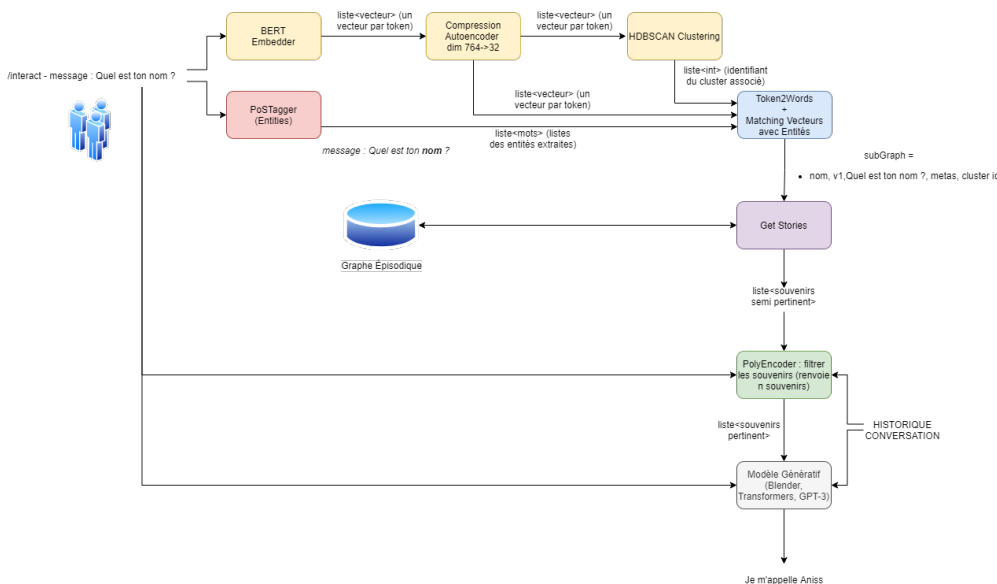 liste<vecteur> (un
vecteur par token)
liste<vecteur> (un
vecteur par token)
BERT
Embedder
Compression
Autoencoder
dim 764->32
HDBSCAN Clustering
/interact - message : Quel est ton nom ?
liste<int> (identifiant
du cluster associé)
liste<vecteur> (un
vecteur par token)
PoSTagger
(Entities)
Token2Words
+
Matching Vecteurs
avec Entités
liste<mots> (listes
des entités extraites)
message : Quel est ton nom ?
subGraph =
• nom, v1,Quel est ton nom ?, metas, cluster
Get Stories
Graphe Épisodique
liste<souvenirs
semi pertinent>
PolyEncoder : filtrer
les souvenirs (renvoie
n souvenirs)
liste<souvenirs
pertinent>
HISTORIQUE
CONVERSATION
Modèle Génératif
(Blender,
Transformers, GPT-3)
Je m'appelle Aniss